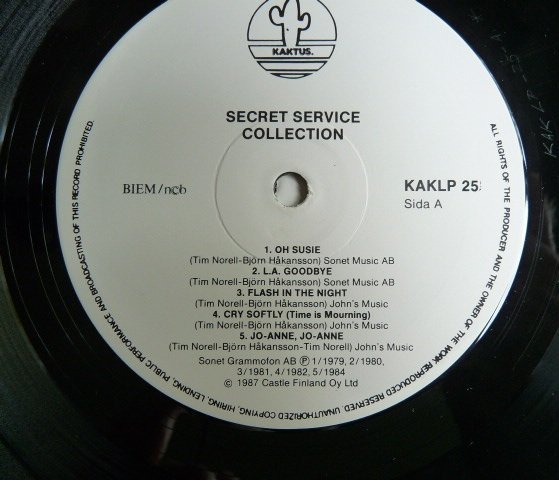 KAKTUS.
SECRET SERVICE
COLLECTION
BIEM/ncb
KAKLP 25
Sida A
1. OH SUSIE
(Tim Norell-Björn Håkansson) Sonet Music AB
2. L.A. GOODBYE
(Tim Norell-Björn Håkansson) Sonet Music AB
3. FLASH IN THE NIGHT
(Tim Norell-Björn Håkansson) John's Music
4. CRY SOFTLY (Time is Mourning)
(Tim Norell-Björn Håkansson) John's Music
5. JO-ANNE, JO-ANNE
(Tim Norell-Björn Håkansson-Tim Norell) John's Music
Sonet Grammofon AB Ⓟ 1/1979, 2/1980,
3/1981, 4/1982, 5/1984
© 1987 Castle Finland Oy Ltd
ALL RIGHTS OF THE PRODUCER AND THE OWNER OF THE WORK REPRODUCED RESERVED. UNAUTHORIZED COPYING, HIRING, LENDING, PUBLIC PERFORMANCE AND BROADCASTING OF THIS RECORD PROHIBITED.